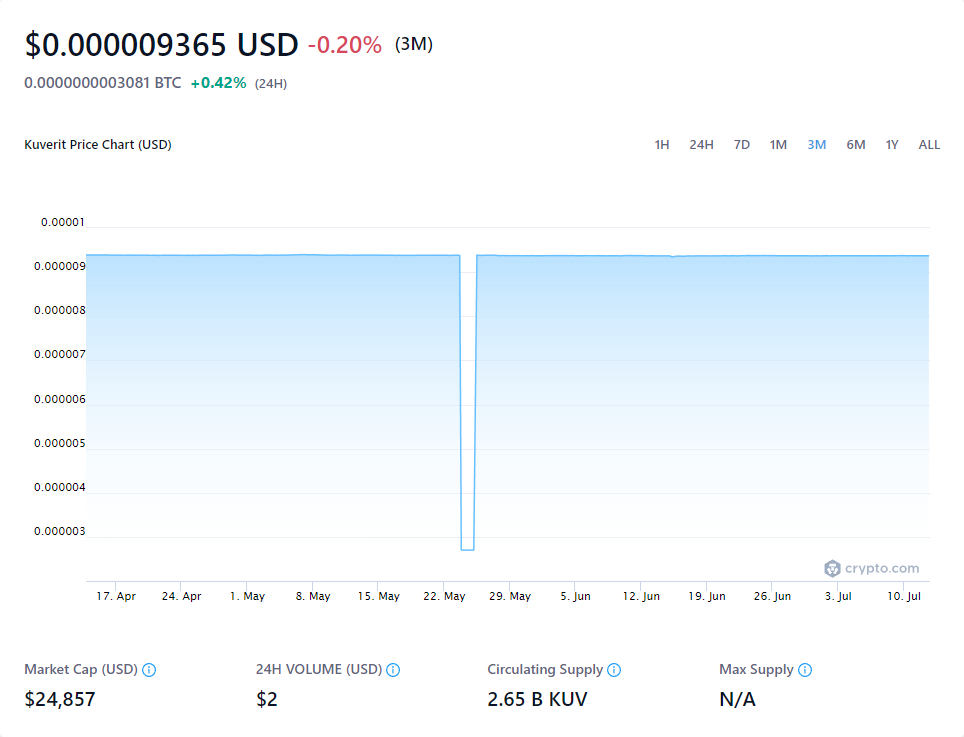 $0.000009365 USD -0.20% (3M)
0.0000000003081 BTC +0.42% (24H)
Kuverit Price Chart (USD)
1H 24H 7D 1M 3M 6M 1Y ALL
0.00001
0.000009
0.000008
0.000007
0.000006
0.000005
0.000004
0.000003
crypto.com
17. Apr 24. Apr 1. May 8. May 15. May 22. May 29. May 5. Jun 12. Jun 19. Jun 26. Jun 3. Jul 10. Jul
Market Cap (USD) 24H VOLUME (USD) Circulating Supply Max Supply
$24,857 $2 2.65 B KUV N/A